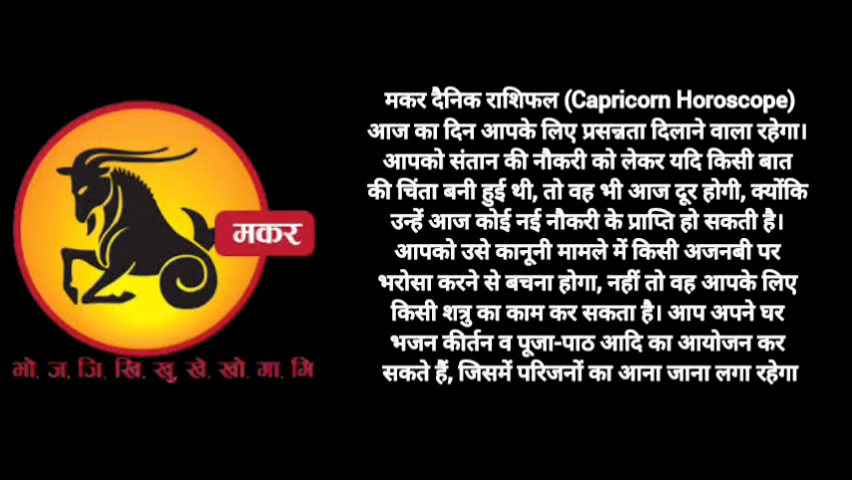 मकर
भो. ज. जि. खि. खु. खे. खो. गा. गि
मकर दैनिक राशिफल (Capricorn Horoscope)
आज का दिन आपके लिए प्रसन्नता दिलाने वाला रहेगा।
आपको संतान की नौकरी को लेकर यदि किसी बात
की चिंता बनी हुई थी, तो वह भी आज दूर होगी, क्योंकि
उन्हें आज कोई नई नौकरी के प्राप्ति हो सकती है।
आपको उसे कानूनी मामले में किसी अजनबी पर
भरोसा करने से बचना होगा, नहीं तो वह आपके लिए
किसी शत्रु का काम कर सकता है। आप अपने घर
भजन कीर्तन व पूजा-पाठ आदि का आयोजन कर
सकते हैं, जिसमें परिजनों का आना जाना लगा रहेगा